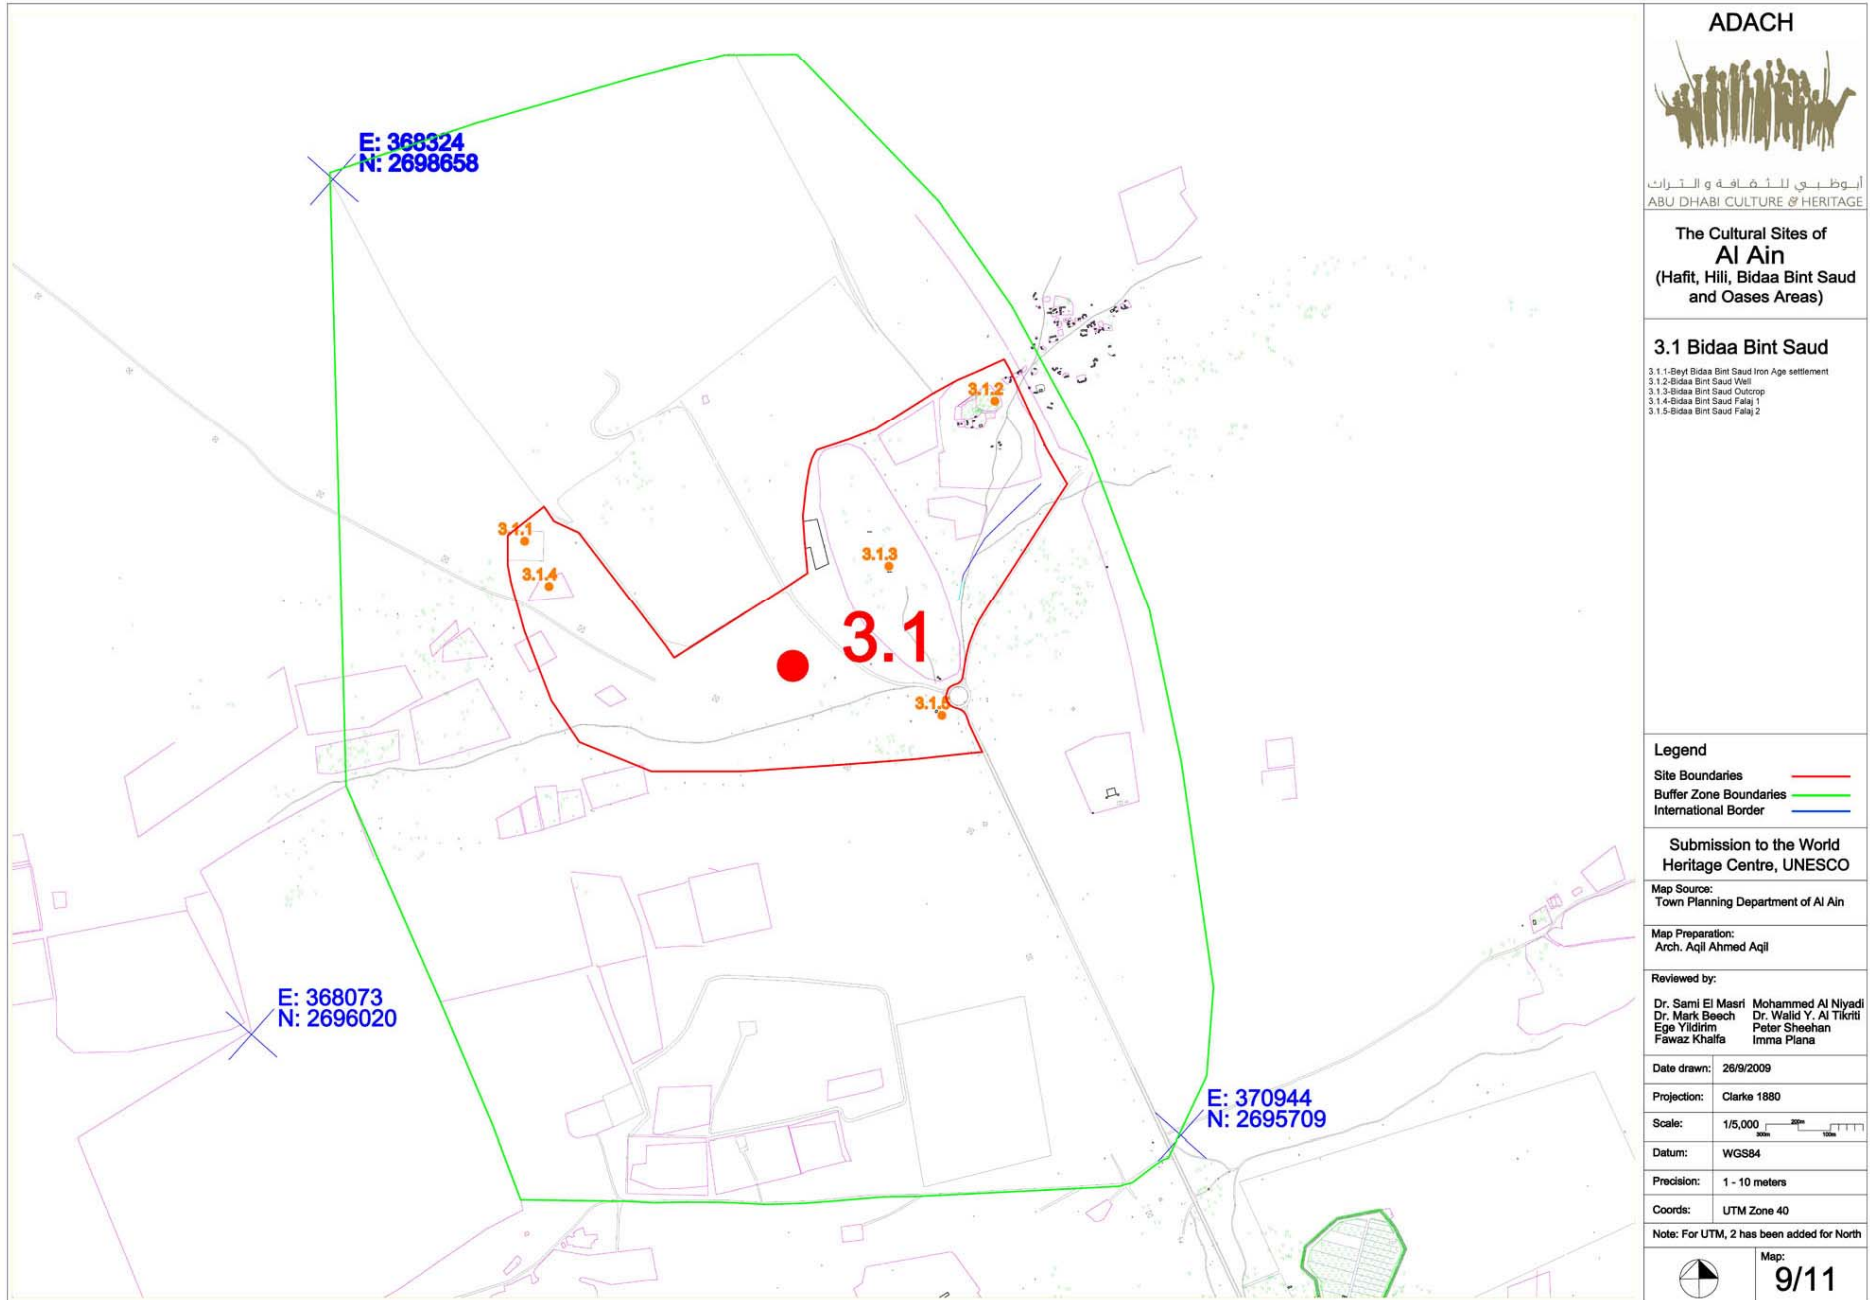 E: 368324
N: 2698658
3.1.2
3.1.1
3.1.4
3.1.3
3.1
3.1.5
E: 368073
N: 2696020
E: 370944
N: 2695709
ADACH
أبوظبي للثقافة و التراث
ABU DHABI CULTURE & HERITAGE
The Cultural Sites of
Al Ain
(Hafit, Hili, Bidaa Bint Saud
and Oases Areas)
3.1 Bidaa Bint Saud
3.1.1-Beyt Bidaa Bint Saud Iron Age settlement
3.1.2-Bidaa Bint Saud Well
3.1.3-Bidaa Bint Saud Outcrop
3.1.4-Bidaa Bint Saud Falaj 1
3.1.5-Bidaa Bint Saud Falaj 2
Legend
Site Boundaries
Buffer Zone Boundaries
International Border
Submission to the World
Heritage Centre, UNESCO
Map Source:
Town Planning Department of Al Ain
Map Preparation:
Arch. Aqil Ahmed Aqil
Reviewed by:
Dr. Sami El Masri Mohammed Al Niyadi
Dr. Mark Beech Dr. Walid Y. Al Tikriti
Ege Yildirim Peter Sheehan
Fawaz Khalfa Imma Plana
Date drawn: 26/9/2009
Projection: Clarke 1880
Scale: 1/5,000 300m 200m 100m
Datum: WGS84
Precision: 1 - 10 meters
Coords: UTM Zone 40
Note: For UTM, 2 has been added for North
Map:
9/11